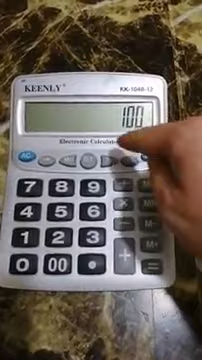 KEENLY KK-1048-12
100
Electronic Calculator
AC
7 8 9 ÷ M
4 5 6 × M-
1 2 3 − M+
0 00 • + =